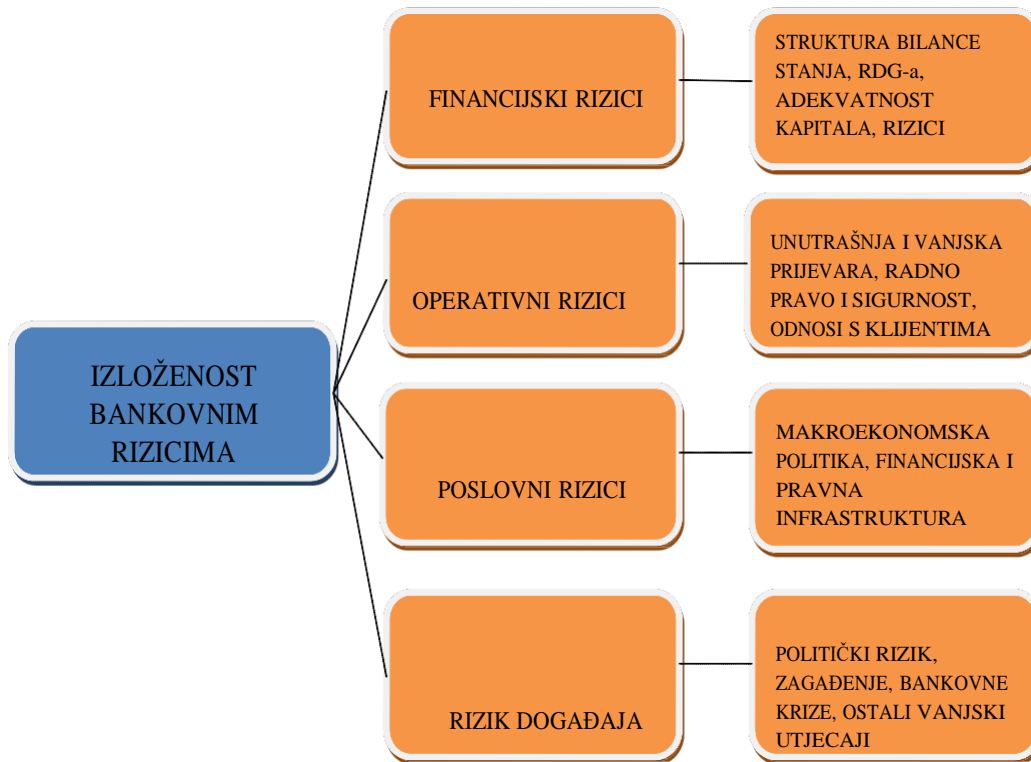 IZLOŽENOST
BANKOVNIM
RIZICIMA
FINANCIJSKI RIZICI
STRUKTURA BILANCE
STANJA, RDG-a,
ADEKVATNOST
KAPITALA, RIZICI
OPERATIVNI RIZICI
UNUTRAŠNJA I VANJSKA
PRIJEVARA, RADNO
PRAVO I SIGURNOST,
ODNOSI S KLIJENTIMA
POSLOVNI RIZICI
MAKROEKONOMSKA
POLITIKA, FINANCIJSKA I
PRAVNA
INFRASTRUKTURA
RIZIK DOGAĐAJA
POLITIČKI RIZIK,
ZAGAĐENJE, BANKOVNE
KRIZE, OSTALI VANJSKI
UTJECAJI